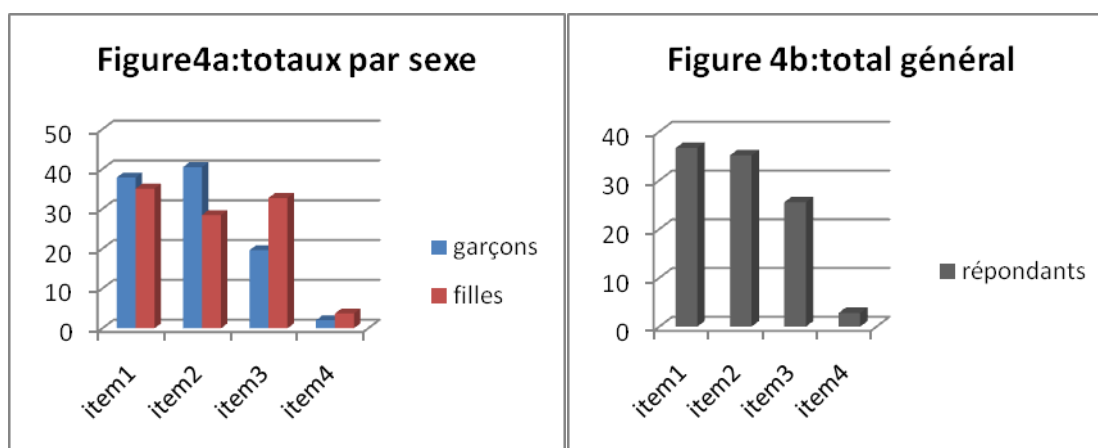 Figure4a:totaux par sexe
50
40
30
20
10
0
item1
item2
item3
item4
garçons
filles
Figure 4b:total général
40
30
20
10
0
item1
item2
item3
item4
répondants